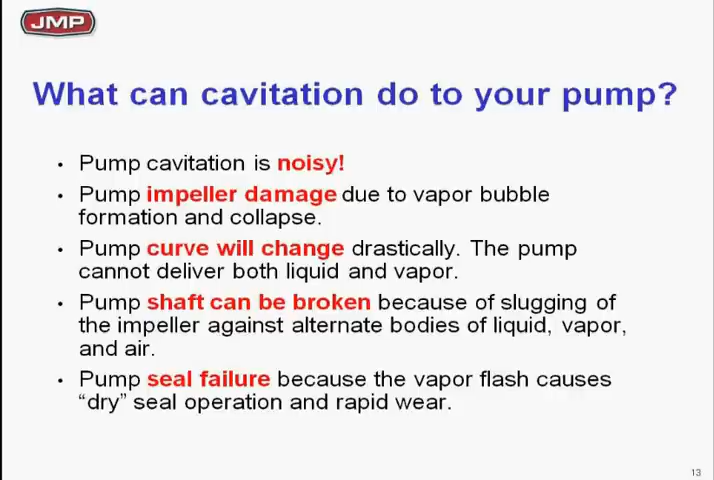 JMP
What can cavitation do to your pump?
• Pump cavitation is noisy!
• Pump impeller damage due to vapor bubble
formation and collapse.
• Pump curve will change drastically. The pump
cannot deliver both liquid and vapor.
• Pump shaft can be broken because of slugging of
the impeller against alternate bodies of liquid, vapor,
and air.
• Pump seal failure because the vapor flash causes
“dry” seal operation and rapid wear.
13